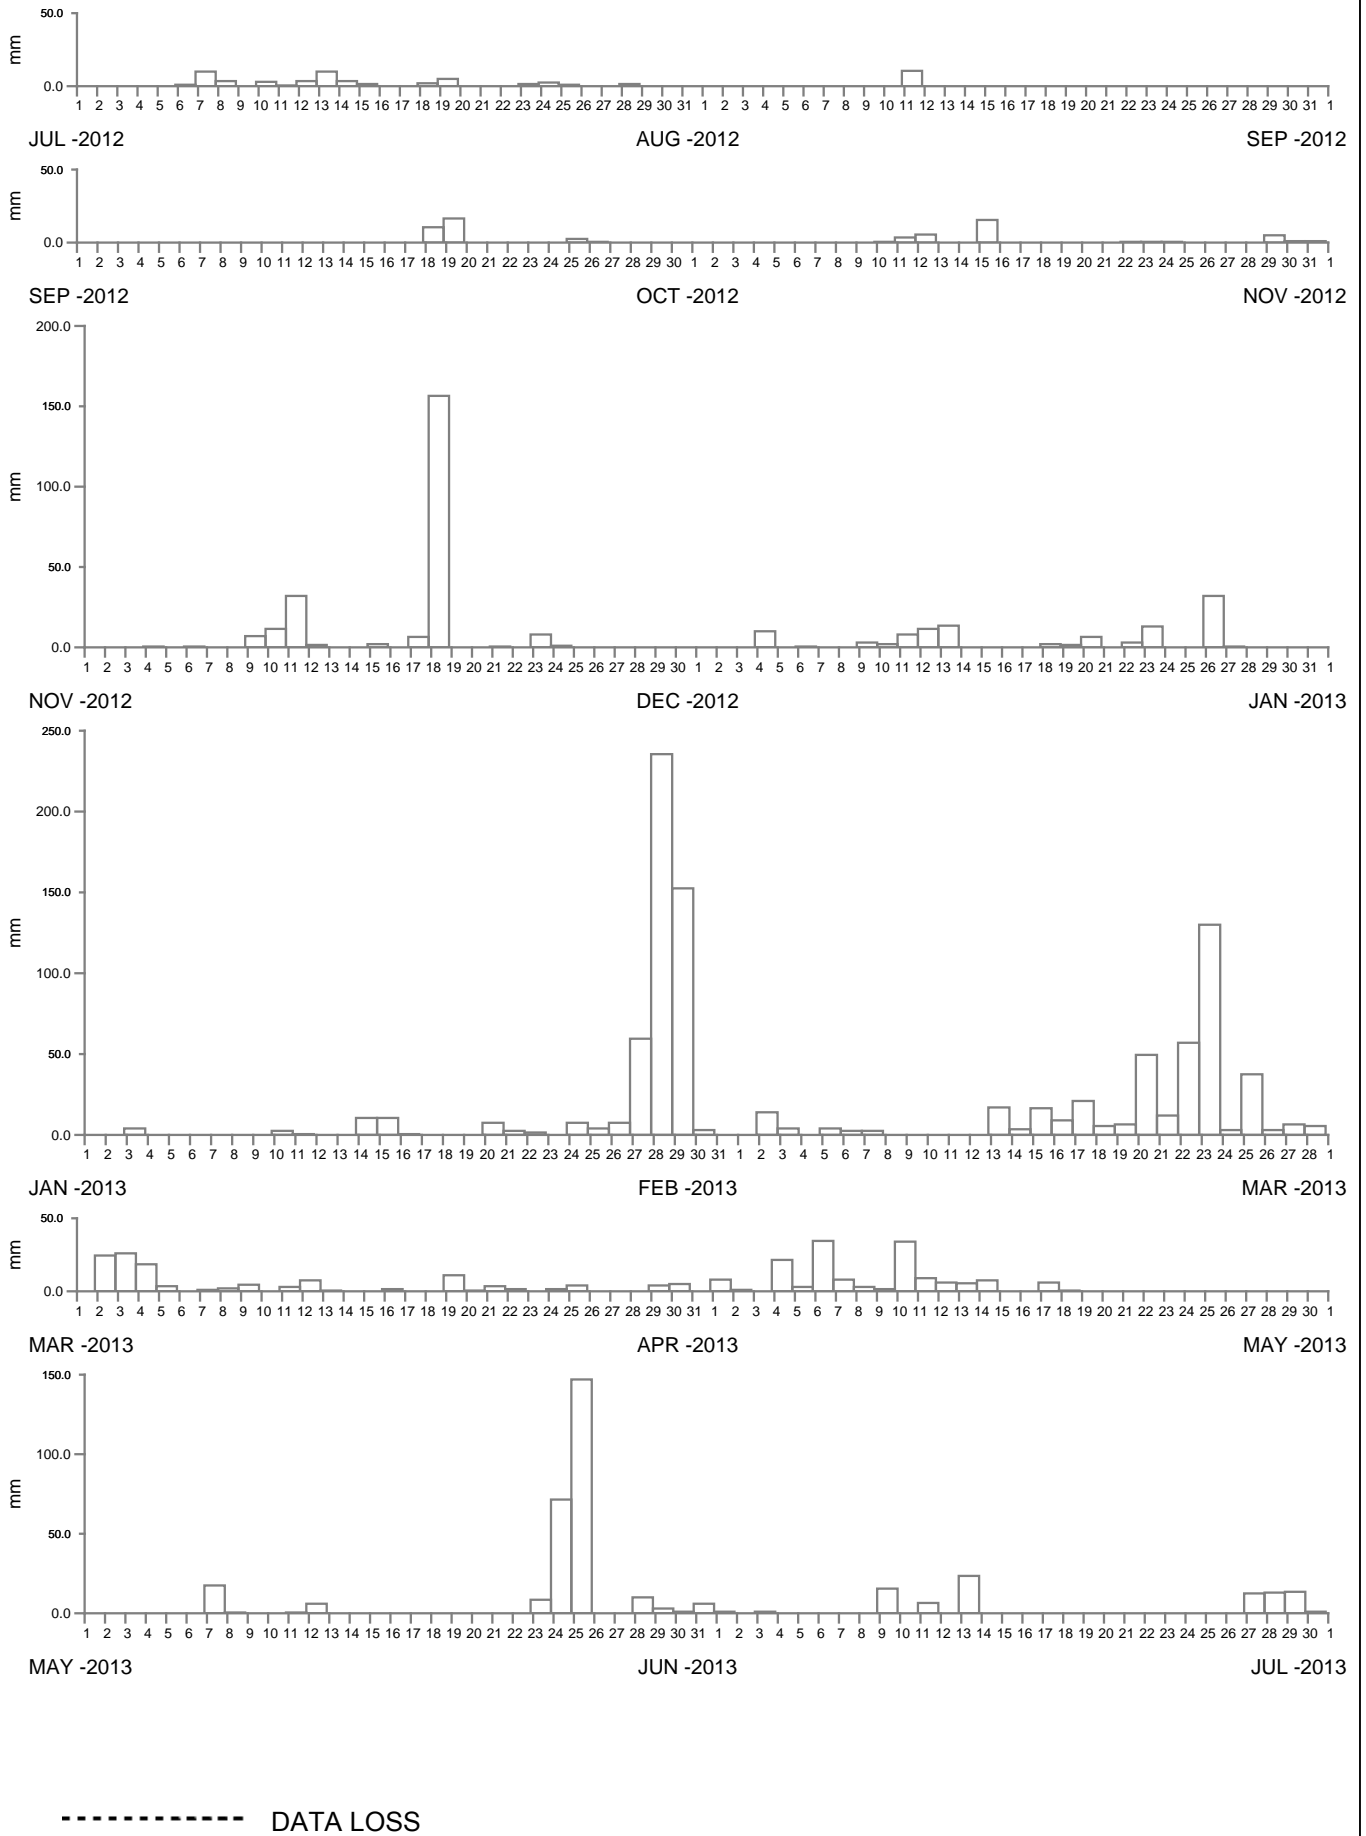 50.0
mm
0.0
1 2 3 4 5 6 7 8 9 10 11 12 13 14 15 16 17 18 19 20 21 22 23 24 25 26 27 28 29 30 31 1 2 3 4 5 6 7 8 9 10 11 12 13 14 15 16 17 18 19 20 21 22 23 24 25 26 27 28 29 30 31 1
JUL -2012 AUG -2012 SEP -2012
50.0
mm
0.0
1 2 3 4 5 6 7 8 9 10 11 12 13 14 15 16 17 18 19 20 21 22 23 24 25 26 27 28 29 30 1 2 3 4 5 6 7 8 9 10 11 12 13 14 15 16 17 18 19 20 21 22 23 24 25 26 27 28 29 30 31 1
SEP -2012 OCT -2012 NOV -2012
200.0
150.0
mm
100.0
50.0
0.0
1 2 3 4 5 6 7 8 9 10 11 12 13 14 15 16 17 18 19 20 21 22 23 24 25 26 27 28 29 30 1 2 3 4 5 6 7 8 9 10 11 12 13 14 15 16 17 18 19 20 21 22 23 24 25 26 27 28 29 30 31 1
NOV -2012 DEC -2012 JAN -2013
250.0
200.0
150.0
mm
100.0
50.0
0.0
1 2 3 4 5 6 7 8 9 10 11 12 13 14 15 16 17 18 19 20 21 22 23 24 25 26 27 28 29 30 31 1 2 3 4 5 6 7 8 9 10 11 12 13 14 15 16 17 18 19 20 21 22 23 24 25 26 27 28 1
JAN -2013 FEB -2013 MAR -2013
50.0
mm
0.0
1 2 3 4 5 6 7 8 9 10 11 12 13 14 15 16 17 18 19 20 21 22 23 24 25 26 27 28 29 30 31 1 2 3 4 5 6 7 8 9 10 11 12 13 14 15 16 17 18 19 20 21 22 23 24 25 26 27 28 29 30 1
MAR -2013 APR -2013 MAY -2013
150.0
100.0
mm
50.0
0.0
1 2 3 4 5 6 7 8 9 10 11 12 13 14 15 16 17 18 19 20 21 22 23 24 25 26 27 28 29 30 31 1 2 3 4 5 6 7 8 9 10 11 12 13 14 15 16 17 18 19 20 21 22 23 24 25 26 27 28 29 30 1
MAY -2013 JUN -2013 JUL -2013
DATA LOSS